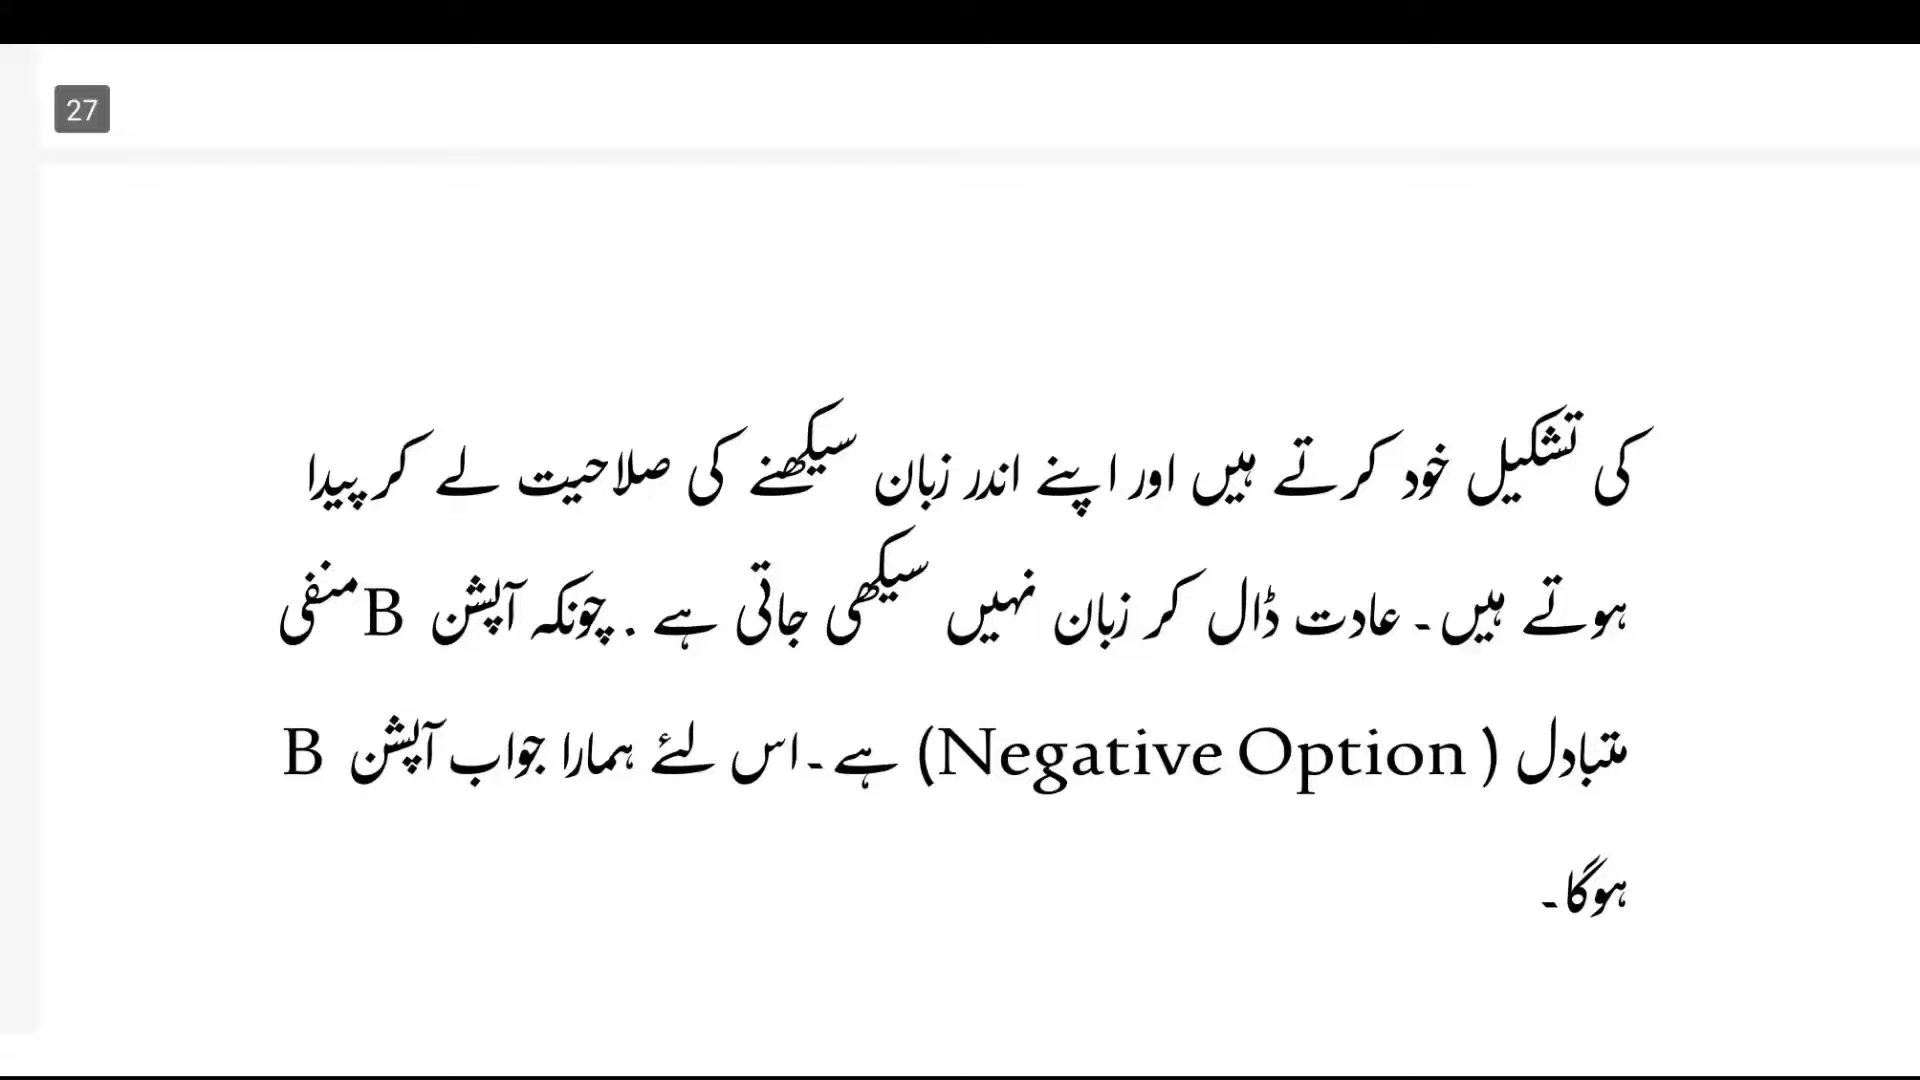 27
کی تشکیل خود کرتے ہیں اور اپنے اندر زبان سیکھنے کی صلاحیت لے کر پیدا
ہوتے ہیں۔ عادت ڈال کر زبان نہیں سیکھی جاتی ہے . چونکہ آپشن B منفی
متبادل ( Negative Option) ہے۔ اس لئے ہمارا جواب آپشن B
ہوگا۔